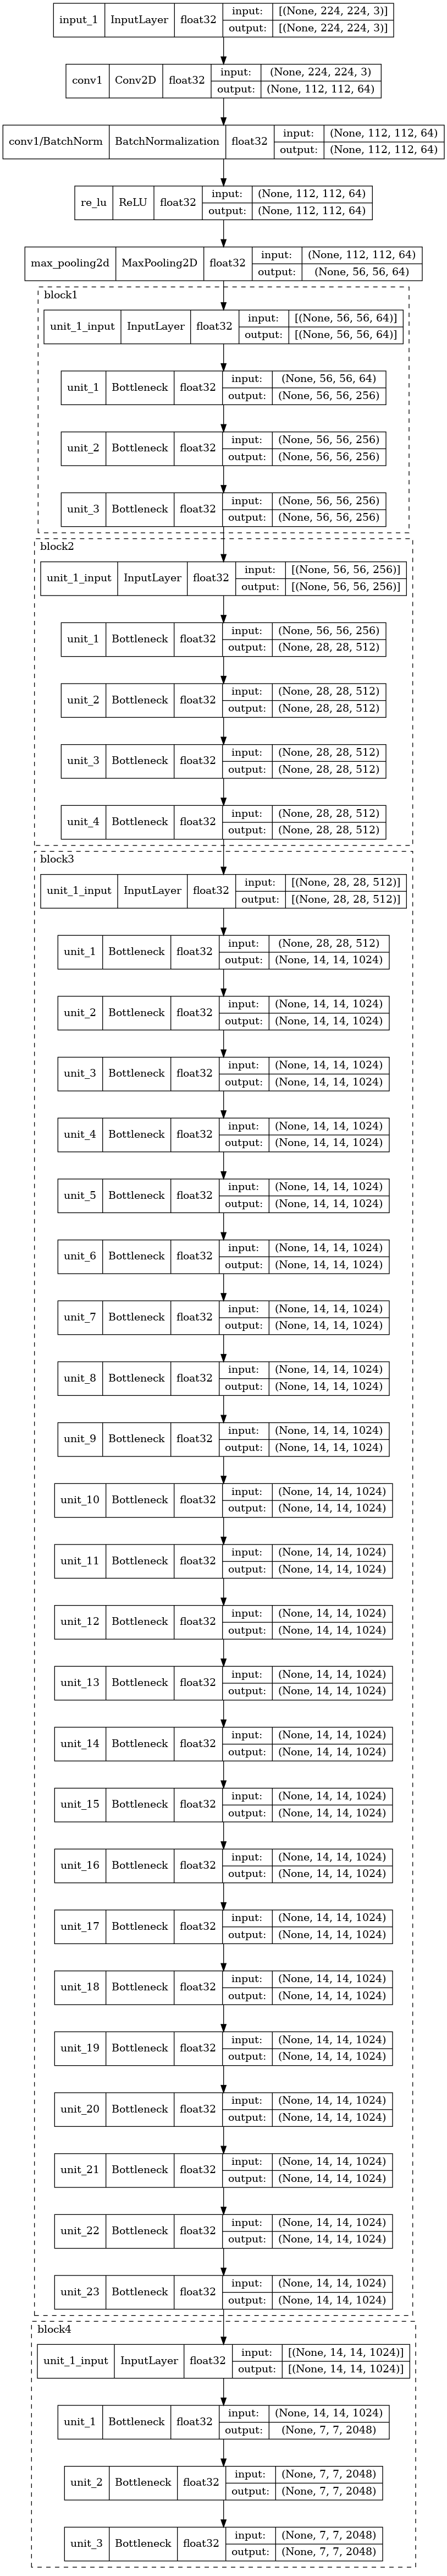 input_1 InputLayer float32 input: [(None, 224, 224, 3)]
output: [(None, 224, 224, 3)]
conv1 Conv2D float32 input: (None, 224, 224, 3)
output: (None, 112, 112, 64)
conv1/BatchNorm BatchNormalization float32 input: (None, 112, 112, 64)
output: (None, 112, 112, 64)
re_lu ReLU float32 input: (None, 112, 112, 64)
output: (None, 112, 112, 64)
max_pooling2d MaxPooling2D float32 input: (None, 112, 112, 64)
output: (None, 56, 56, 64)
block1
unit_1_input InputLayer float32 input: [(None, 56, 56, 64)]
output: [(None, 56, 56, 64)]
unit_1 Bottleneck float32 input: (None, 56, 56, 64)
output: (None, 56, 56, 256)
unit_2 Bottleneck float32 input: (None, 56, 56, 256)
output: (None, 56, 56, 256)
unit_3 Bottleneck float32 input: (None, 56, 56, 256)
output: (None, 56, 56, 256)
block2
unit_1_input InputLayer float32 input: [(None, 56, 56, 256)]
output: [(None, 56, 56, 256)]
unit_1 Bottleneck float32 input: (None, 56, 56, 256)
output: (None, 28, 28, 512)
unit_2 Bottleneck float32 input: (None, 28, 28, 512)
output: (None, 28, 28, 512)
unit_3 Bottleneck float32 input: (None, 28, 28, 512)
output: (None, 28, 28, 512)
unit_4 Bottleneck float32 input: (None, 28, 28, 512)
output: (None, 28, 28, 512)
block3
unit_1_input InputLayer float32 input: [(None, 28, 28, 512)]
output: [(None, 28, 28, 512)]
unit_1 Bottleneck float32 input: (None, 28, 28, 512)
output: (None, 14, 14, 1024)
unit_2 Bottleneck float32 input: (None, 14, 14, 1024)
output: (None, 14, 14, 1024)
unit_3 Bottleneck float32 input: (None, 14, 14, 1024)
output: (None, 14, 14, 1024)
unit_4 Bottleneck float32 input: (None, 14, 14, 1024)
output: (None, 14, 14, 1024)
unit_5 Bottleneck float32 input: (None, 14, 14, 1024)
output: (None, 14, 14, 1024)
unit_6 Bottleneck float32 input: (None, 14, 14, 1024)
output: (None, 14, 14, 1024)
unit_7 Bottleneck float32 input: (None, 14, 14, 1024)
output: (None, 14, 14, 1024)
unit_8 Bottleneck float32 input: (None, 14, 14, 1024)
output: (None, 14, 14, 1024)
unit_9 Bottleneck float32 input: (None, 14, 14, 1024)
output: (None, 14, 14, 1024)
unit_10 Bottleneck float32 input: (None, 14, 14, 1024)
output: (None, 14, 14, 1024)
unit_11 Bottleneck float32 input: (None, 14, 14, 1024)
output: (None, 14, 14, 1024)
unit_12 Bottleneck float32 input: (None, 14, 14, 1024)
output: (None, 14, 14, 1024)
unit_13 Bottleneck float32 input: (None, 14, 14, 1024)
output: (None, 14, 14, 1024)
unit_14 Bottleneck float32 input: (None, 14, 14, 1024)
output: (None, 14, 14, 1024)
unit_15 Bottleneck float32 input: (None, 14, 14, 1024)
output: (None, 14, 14, 1024)
unit_16 Bottleneck float32 input: (None, 14, 14, 1024)
output: (None, 14, 14, 1024)
unit_17 Bottleneck float32 input: (None, 14, 14, 1024)
output: (None, 14, 14, 1024)
unit_18 Bottleneck float32 input: (None, 14, 14, 1024)
output: (None, 14, 14, 1024)
unit_19 Bottleneck float32 input: (None, 14, 14, 1024)
output: (None, 14, 14, 1024)
unit_20 Bottleneck float32 input: (None, 14, 14, 1024)
output: (None, 14, 14, 1024)
unit_21 Bottleneck float32 input: (None, 14, 14, 1024)
output: (None, 14, 14, 1024)
unit_22 Bottleneck float32 input: (None, 14, 14, 1024)
output: (None, 14, 14, 1024)
unit_23 Bottleneck float32 input: (None, 14, 14, 1024)
output: (None, 14, 14, 1024)
block4
unit_1_input InputLayer float32 input: [(None, 14, 14, 1024)]
output: [(None, 14, 14, 1024)]
unit_1 Bottleneck float32 input: (None, 14, 14, 1024)
output: (None, 7, 7, 2048)
unit_2 Bottleneck float32 input: (None, 7, 7, 2048)
output: (None, 7, 7, 2048)
unit_3 Bottleneck float32 input: (None, 7, 7, 2048)
output: (None, 7, 7, 2048)